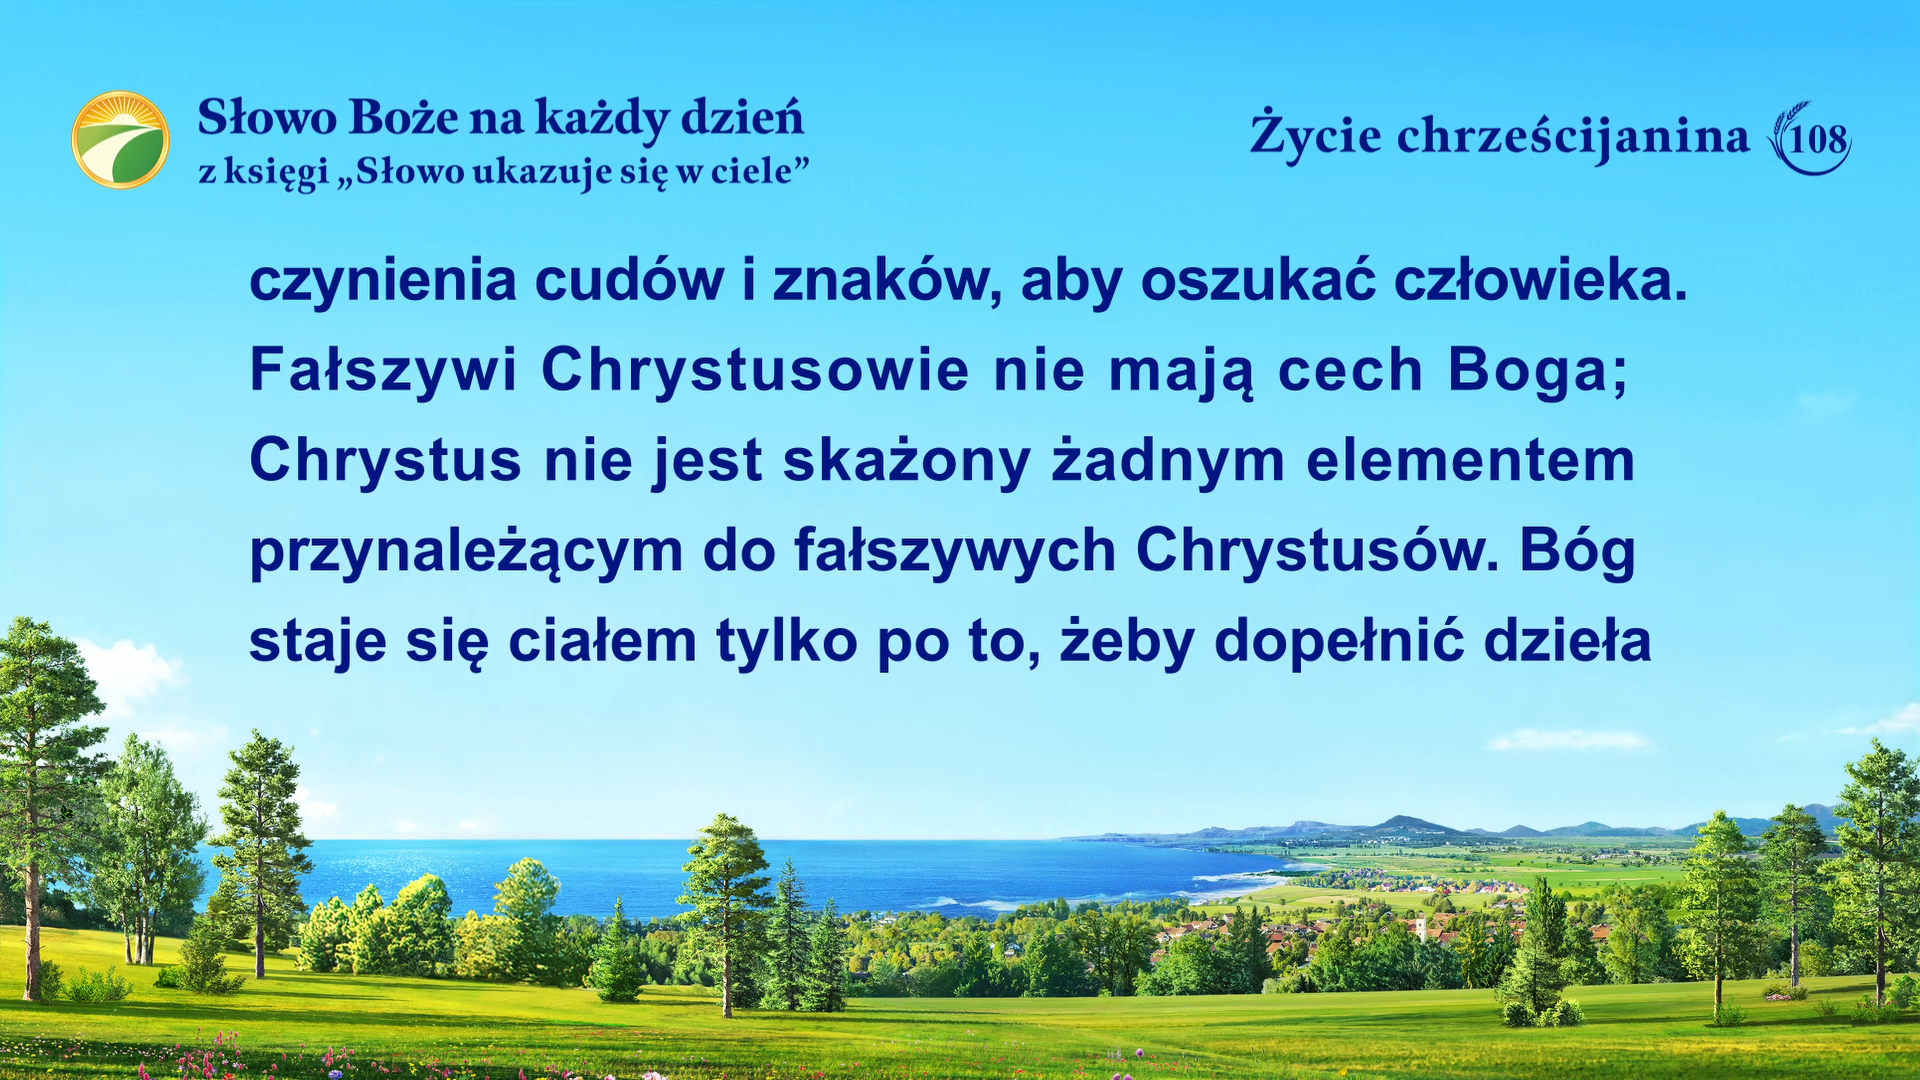 Słowo Boże na każdy dzień
z księgi „Słowo ukazuje się w ciele”
Życie chrześcijanina 108
czynienia cudów i znaków, aby oszukać człowieka.
Fałszywi Chrystusowie nie mają cech Boga;
Chrystus nie jest skażony żadnym elementem
przynależącym do fałszywych Chrystusów. Bóg
staje się ciałem tylko po to, żeby dopełnić dzieła